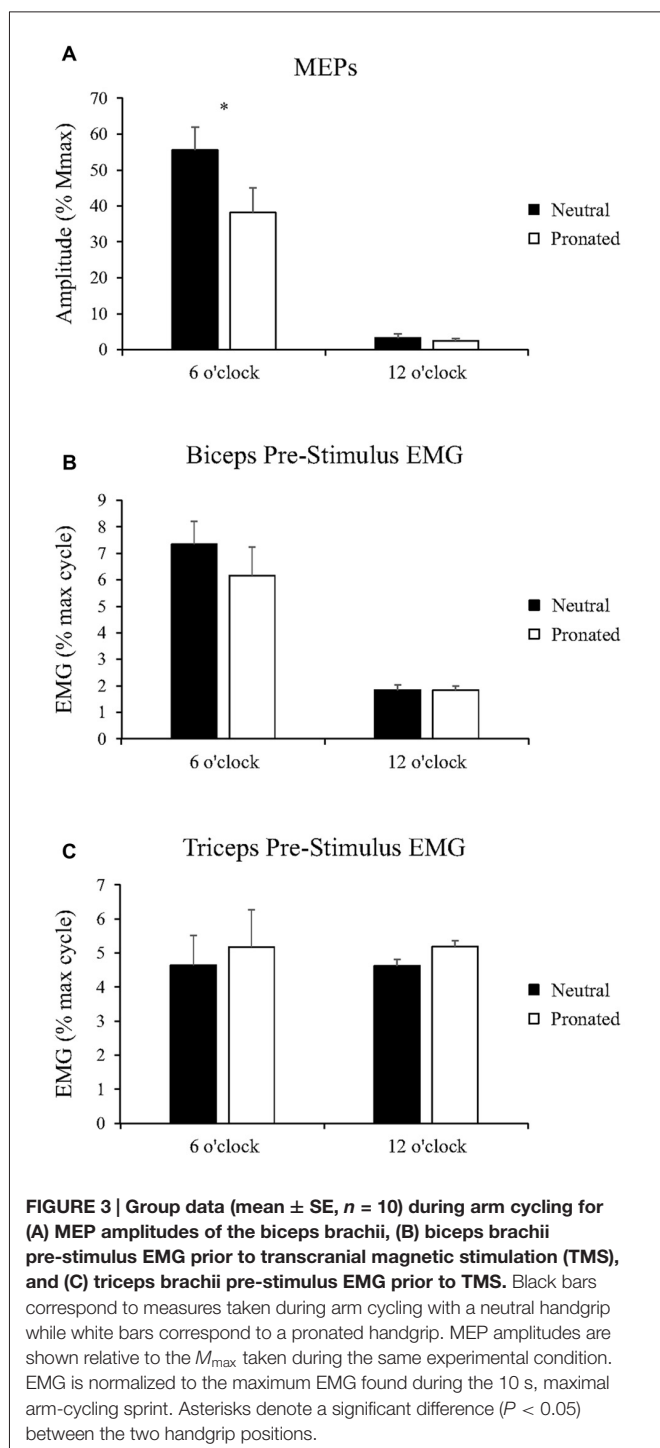 A
MEPs
Amplitude (% Mmax)
70
60
50
40
30
20
10
0
*
6 o'clock
12 o'clock
Neutral
Pronated
B
Biceps Pre-Stimulus EMG
EMG (% max cycle)
9
8
7
6
5
4
3
2
1
0
6 o'clock
12 o'clock
Neutral
Pronated
C
Triceps Pre-Stimulus EMG
EMG (% max cycle)
7
6
5
4
3
2
1
0
6 o'clock
12 o'clock
Neutral
Pronated
FIGURE 3 | Group data (mean ± SE, n = 10) during arm cycling for
(A) MEP amplitudes of the biceps brachii, (B) biceps brachii
pre-stimulus EMG prior to transcranial magnetic stimulation (TMS),
and (C) triceps brachii pre-stimulus EMG prior to TMS. Black bars
correspond to measures taken during arm cycling with a neutral handgrip
while white bars correspond to a pronated handgrip. MEP amplitudes are
shown relative to the Mmax taken during the same experimental condition.
EMG is normalized to the maximum EMG found during the 10 s, maximal
arm-cycling sprint. Asterisks denote a significant difference (P < 0.05)
between the two handgrip positions.